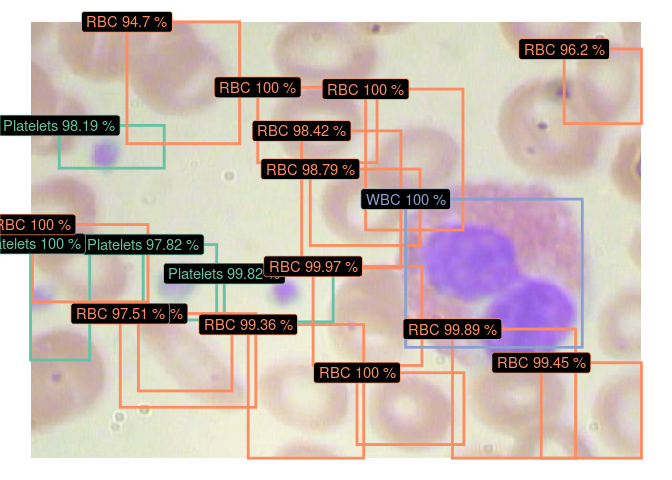 RBC 94.7 %
RBC 96.2 %
RBC 100 %
RBC 100 %
Platelets 98.19 %
RBC 98.42 %
RBC 98.79 %
WBC 100 %
RBC 100 %
telets 100 %
Platelets 97.82 %
Platelets 99.82
RBC 99.97 %
RBC 97.51 %
%
RBC 99.36 %
RBC 99.89 %
RBC 99.45 %
RBC 100 %